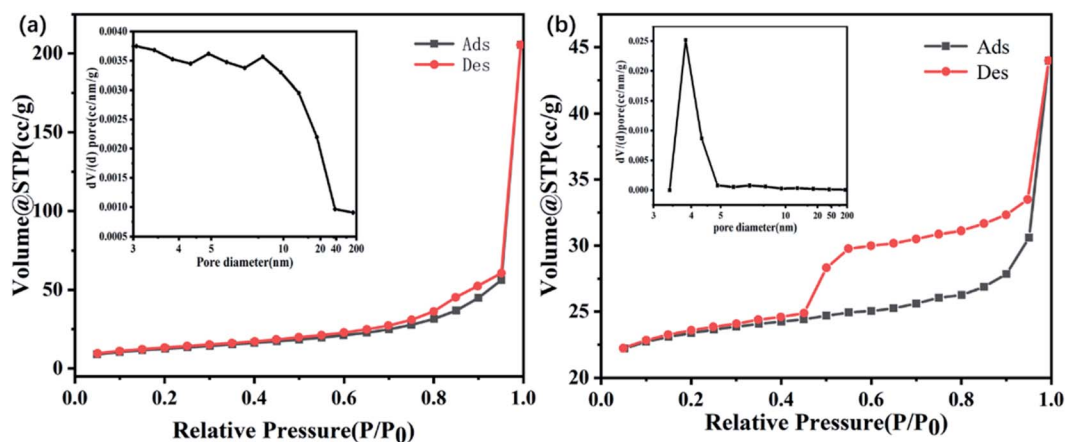 (a)
Ads
Des
Volume@STP(cc/g)
200
150
100
50
0
0.0 0.2 0.4 0.6 0.8 1.0
Relative Pressure(P/P0)
dV/(d) pore(cc/nm/g)
0.0040
0.0035
0.0030
0.0025
0.0020
0.0015
0.0010
0.0005
3 4 5 10 20 40 200
Pore diameter(nm)
(b)
Ads
Des
Volume@STP(cc/g)
45
40
35
30
25
20
0.0 0.2 0.4 0.6 0.8 1.0
Relative Pressure(P/P0)
dV/(d)pore(cc/nm/g)
0.025
0.020
0.015
0.010
0.005
0.000
3 4 5 10 20 50 200
pore diameter(nm)